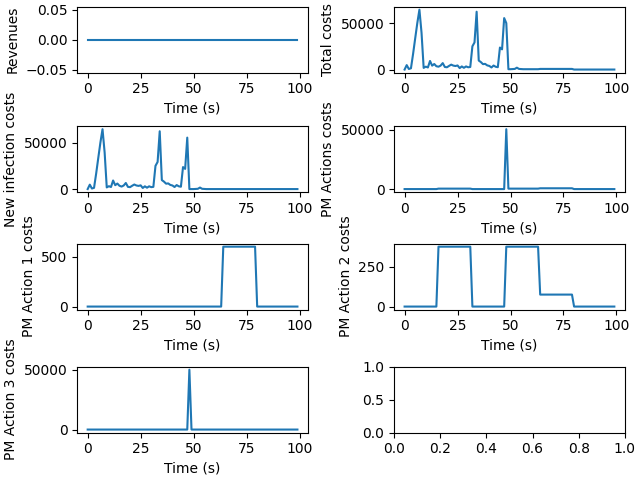 Revenues
0.05
0.00
−0.05
0 25 50 75 100
Time (s)
Total costs
50000
0
0 25 50 75 100
Time (s)
New infection costs
50000
0
0 25 50 75 100
Time (s)
PM Actions costs
50000
0
0 25 50 75 100
Time (s)
PM Action 1 costs
500
0
0 25 50 75 100
Time (s)
PM Action 2 costs
250
0
0 25 50 75 100
Time (s)
PM Action 3 costs
50000
0
0 25 50 75 100
Time (s)
1.0
0.5
0.0
0.0 0.2 0.4 0.6 0.8 1.0